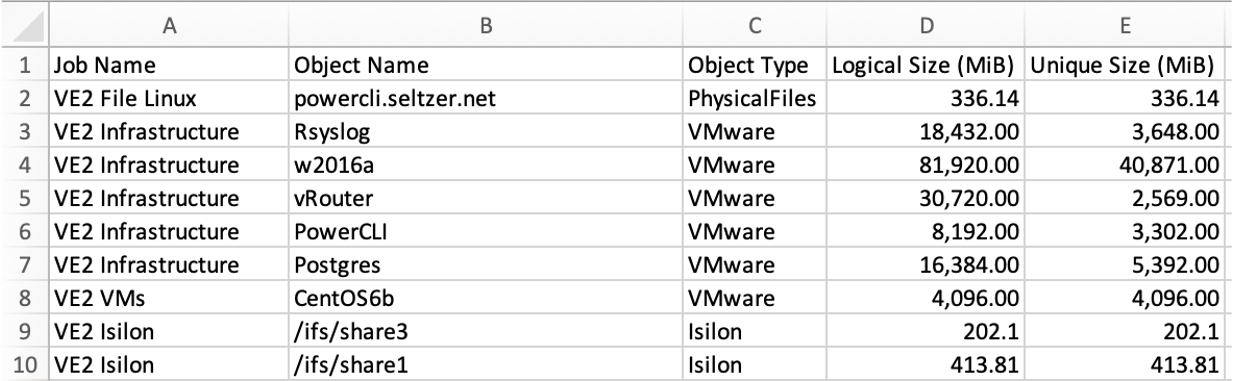 A B C D E
1 Job Name Object Name Object Type Logical Size (MiB) Unique Size (MiB)
2 VE2 File Linux powercli.seltzer.net PhysicalFiles 336.14 336.14
3 VE2 Infrastructure Rsyslog VMware 18,432.00 3,648.00
4 VE2 Infrastructure w2016a VMware 81,920.00 40,871.00
5 VE2 Infrastructure vRouter VMware 30,720.00 2,569.00
6 VE2 Infrastructure PowerCLI VMware 8,192.00 3,302.00
7 VE2 Infrastructure Postgres VMware 16,384.00 5,392.00
8 VE2 VMs CentOS6b VMware 4,096.00 4,096.00
9 VE2 Isilon /ifs/share3 Isilon 202.1 202.1
10 VE2 Isilon /ifs/share1 Isilon 413.81 413.81